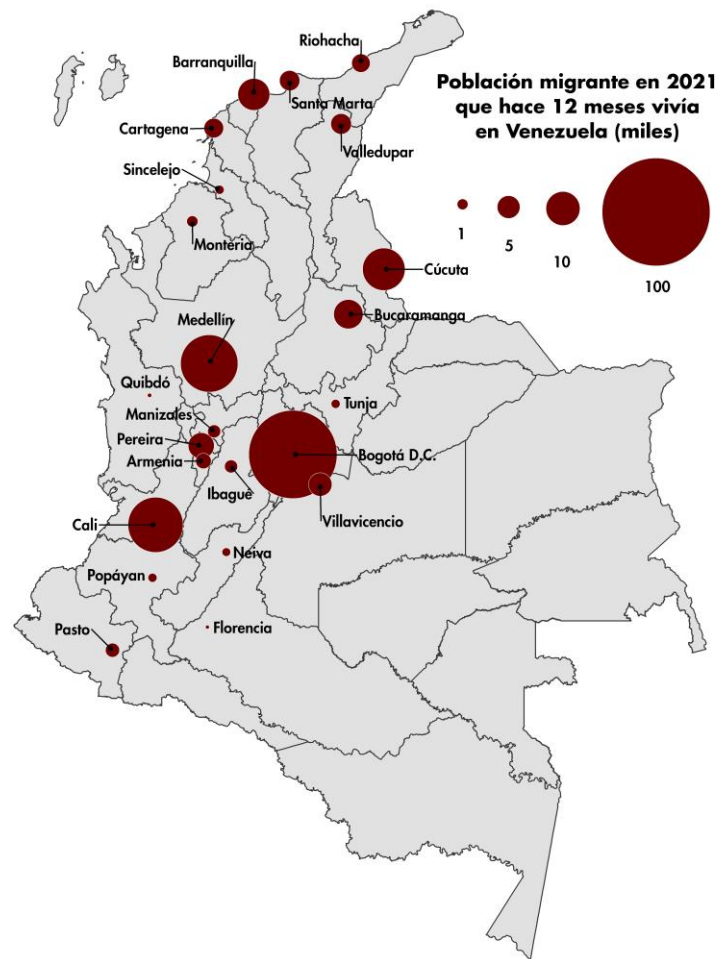 Riohacha
Barranquilla
Población migrante en 2021
que hace 12 meses vivía
en Venezuela (miles)
Santa Marta
Cartagena
Valledupar
Sincelejo
1
5
10
100
Montería
Cúcuta
Bucaramanga
Medellín
Quibdó
Tunja
Manizales
Pereira
Bogotá D.C.
Armenia
Ibagué
Villavicencio
Cali
Neiva
Popáyan
Florencia
Pasto